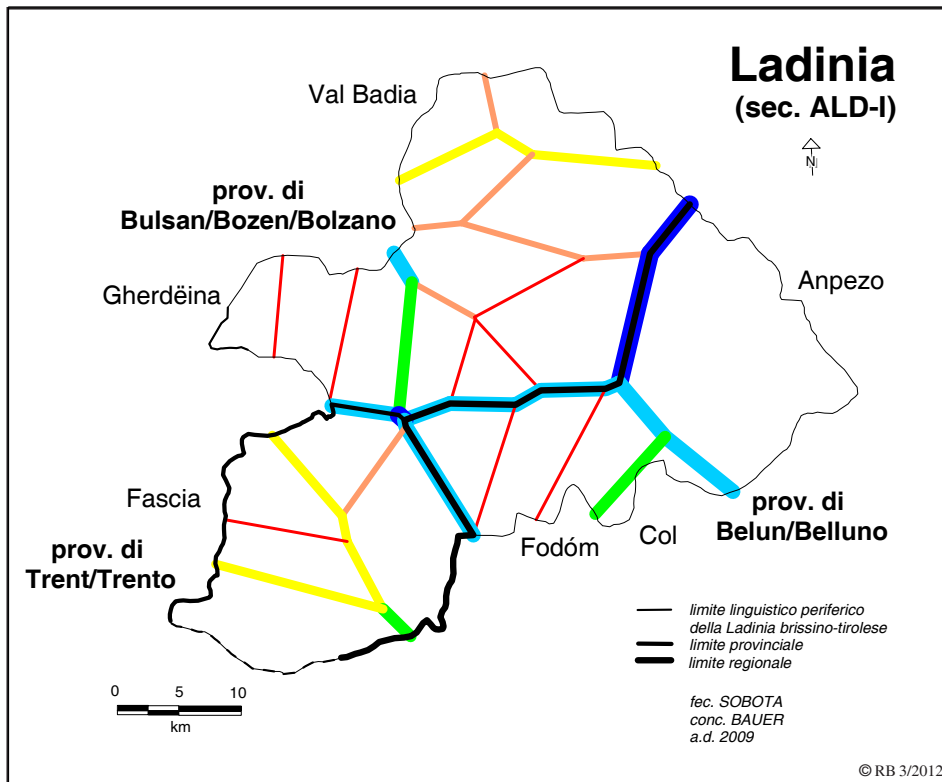 Ladinia
(sec. ALD-I)
N
Val Badia
prov. di
Bulsan/Bozen/Bolzano
Gherdëina
Anpezo
Fascia
prov. di
Trent/Trento
Fodóm
Col
prov. di
Belun/Belluno
limite linguistico periferico
della Ladinia brissino-tirolese
limite provinciale
limite regionale
0 5 10
km
fec. SOBOTA
conc. BAUER
a.d. 2009
© RB 3/2012